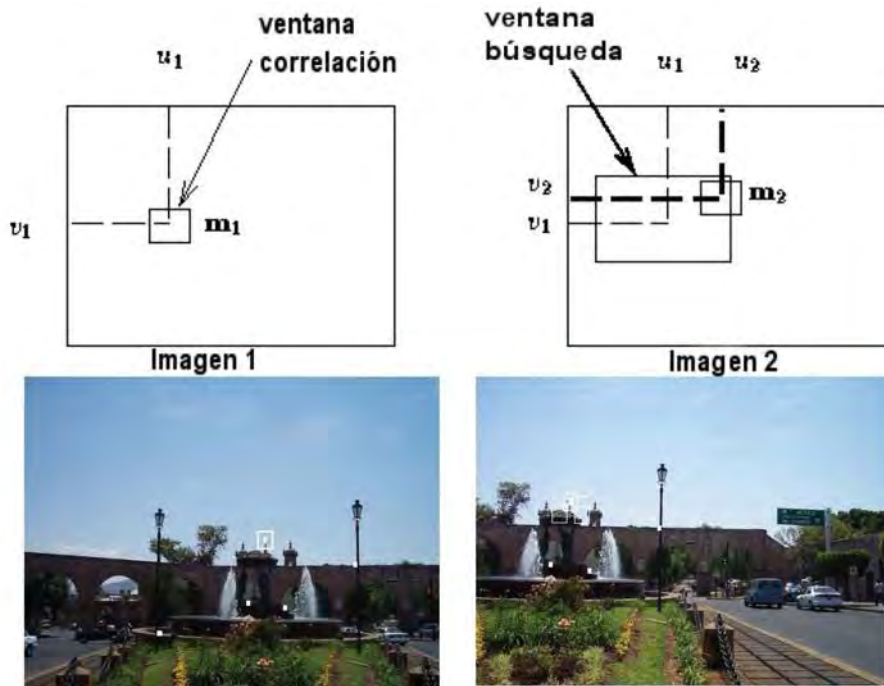 ventana
correlación
u₁
v₁
m₁
Imagen 1
ventana
búsqueda
u₁ u₂
v₂
v₁
m₂
Imagen 2